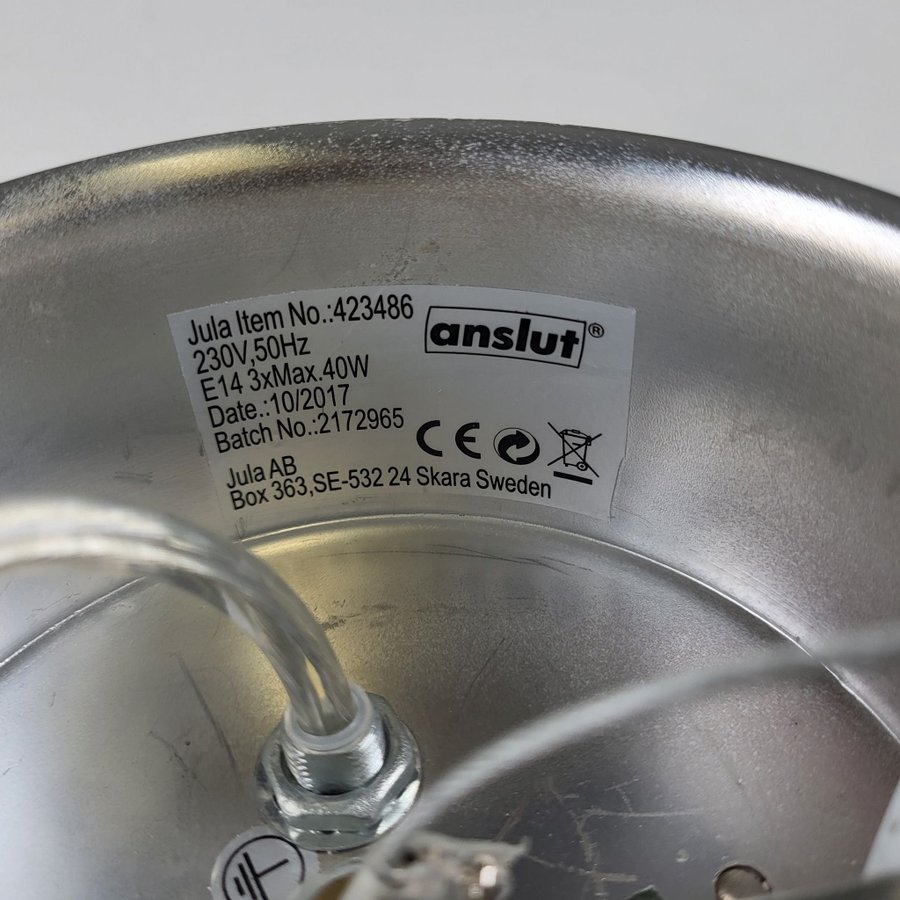 Jula Item No.:423486
anslut®
230V,50Hz
E14 3xMax.40W
Date.:10/2017
Batch No.:2172965
CE
Jula AB
Box 363,SE-532 24 Skara Sweden